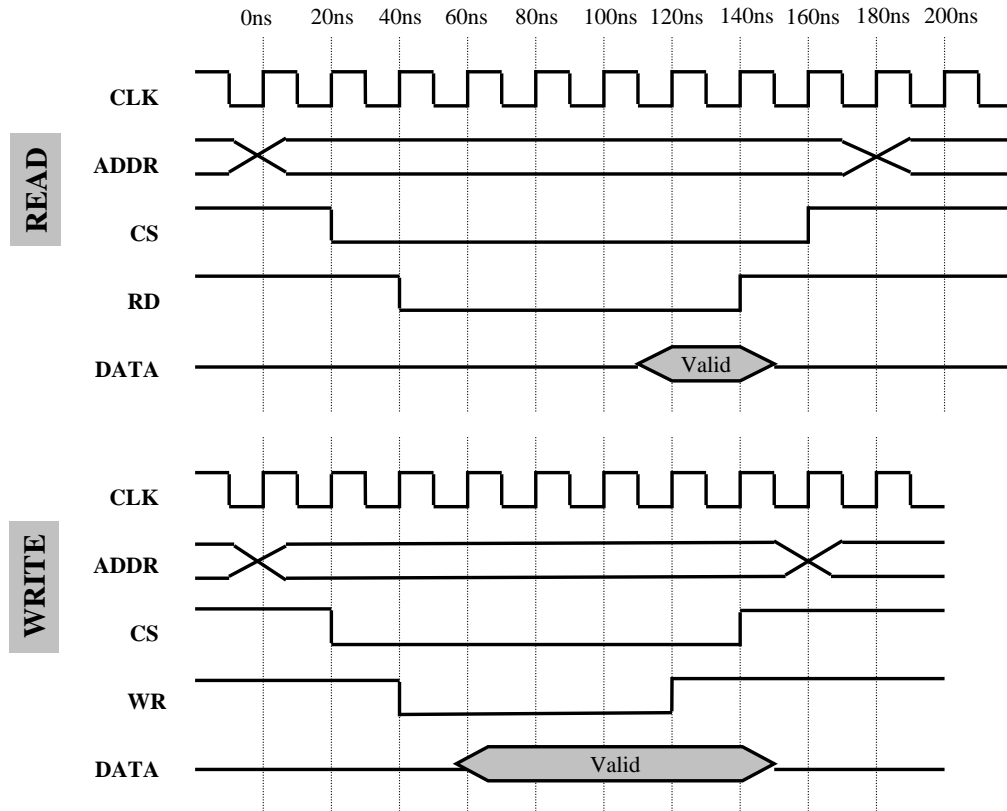 0ns 20ns 40ns 60ns 80ns 100ns 120ns 140ns 160ns 180ns 200ns
CLK
READ
ADDR
CS
RD
DATA Valid
CLK
WRITE
ADDR
CS
WR
DATA Valid